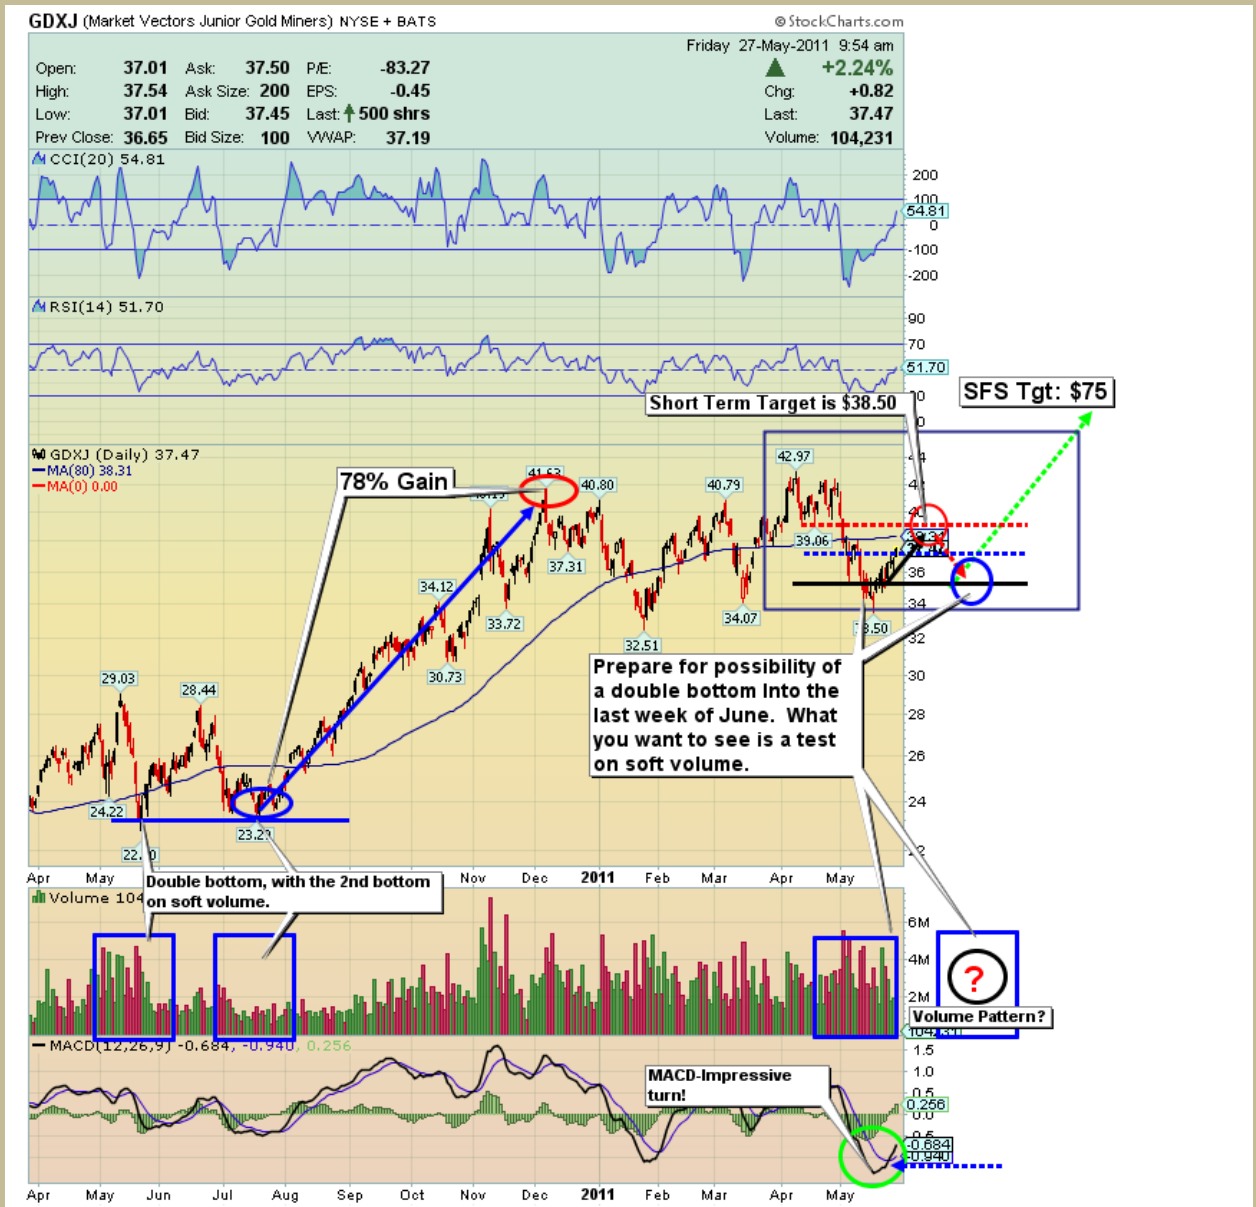 GDXJ (Market Vectors Junior Gold Miners) NYSE + BATS
© StockCharts.com
Friday 27-May-2011 9:54 am
Open: 37.01 Ask: 37.50 P/E: -83.27
+2.24%
High: 37.54 Ask Size: 200 EPS: -0.45
Chg: +0.82
Low: 37.01 Bid: 37.45 Last: 500 shrs
Last: 37.47
Prev Close: 36.65 Bid Size: 100 VWAP: 37.19
Volume: 104,231
CCI(20) 54.81
200
100
54.81
0
-100
-200
RSI(14) 51.70
90
70
51.70
SFS Tgt: $75
Short Term Target is $38.50
GDXJ (Daily) 37.47
MA(80) 38.31
MA(0) 0.00
78% Gain
42.97
41.63
40.80
40.79
39.06
37.31
36
34.12
34
33.72
34.07
32.51
32
30.73
30
29.03
28.44
28
26
24.22
24
23.29
Prepare for possibility of
a double bottom into the
last week of June. What
you want to see is a test
on soft volume.
Apr May Nov Dec 2011 Feb Mar Apr May
Double bottom, with the 2nd bottom
on soft volume.
Volume 104
6M
4M
2M
?
Volume Pattern?
MACD(12,26,9) -0.684, -0.940, 0.256
1.5
1.0
0.5
0.256
0.0
-0.684
-0.940
MACD-Impressive
turn!
Apr May Jun Jul Aug Sep Oct Nov Dec 2011 Feb Mar Apr May